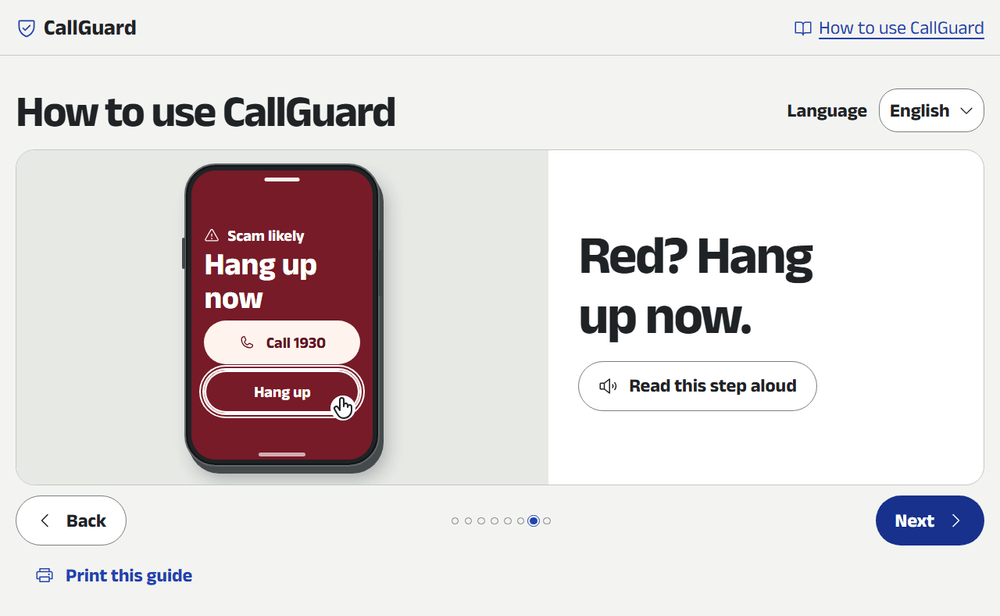 CallGuard
How to use CallGuard
How to use CallGuard
Language
English
Scam likely
Hang up
now
Call 1930
Hang up
Red? Hang
up now.
Read this step aloud
Back
Next
Print this guide